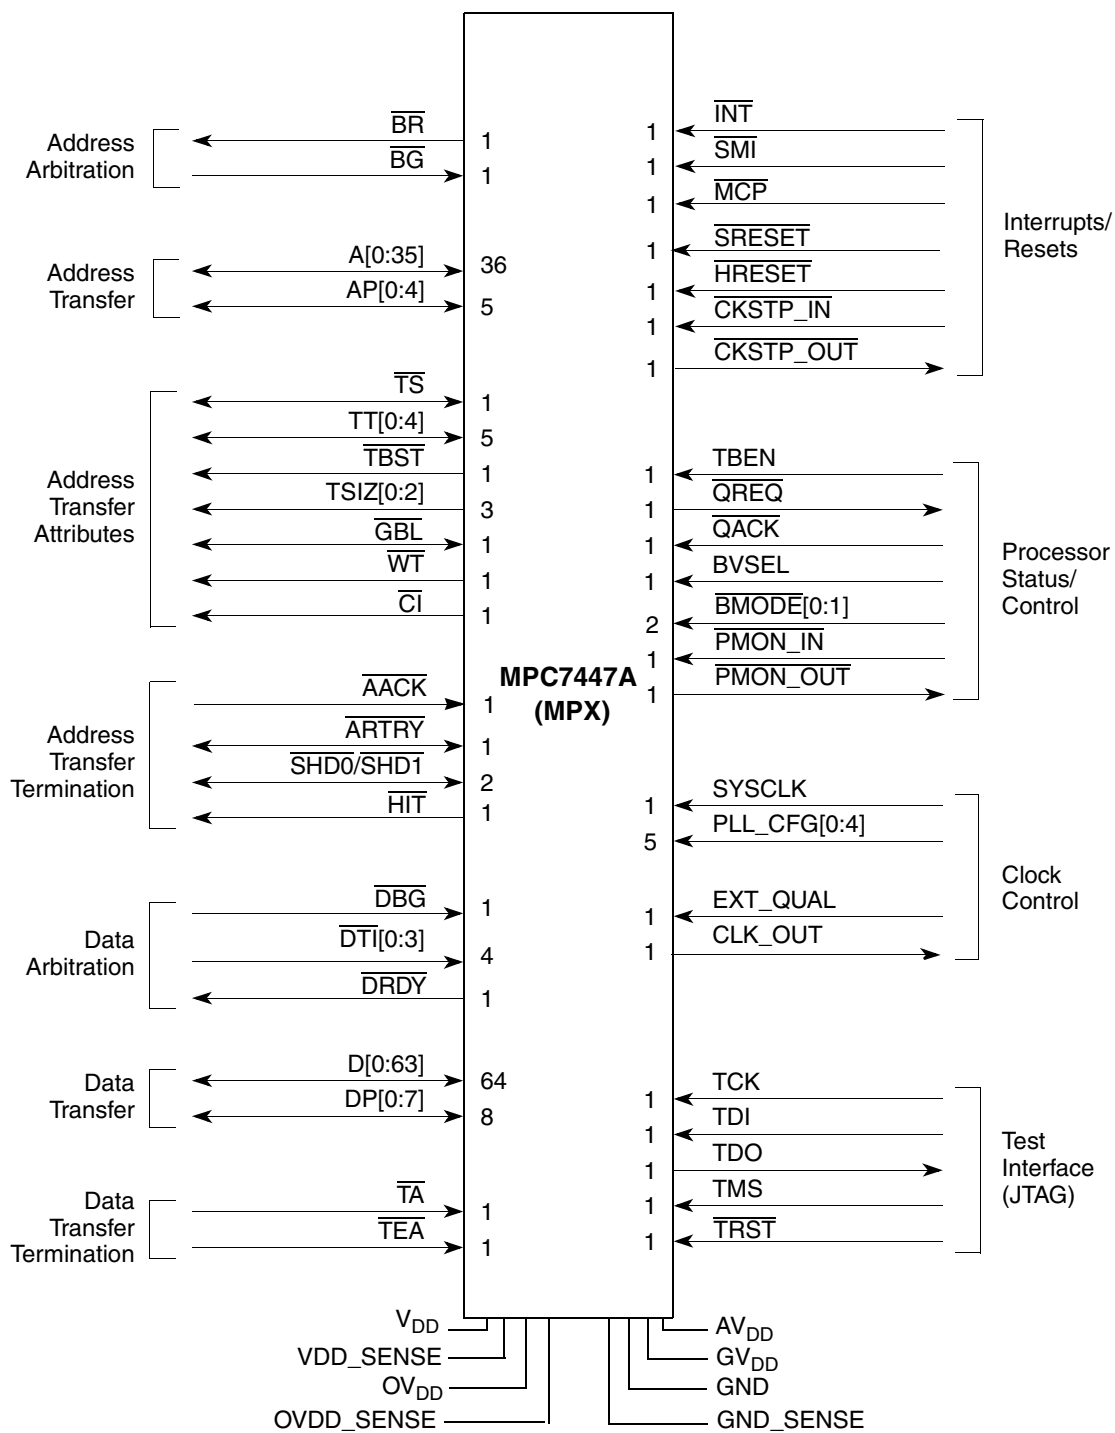 Address
Arbitration
BR
1
BG
1
Address
Transfer
A[0:35]
36
AP[0:4]
5
Address
Transfer
Attributes
TS
1
TT[0:4]
5
TBST
1
TSIZ[0:2]
3
GBL
1
WT
1
CI
1
Address
Transfer
Termination
AACK
1
ARTRY
1
SHD0/SHD1
2
HIT
1
Data
Arbitration
DBG
1
DTI[0:3]
4
DRDY
1
Data
Transfer
D[0:63]
64
DP[0:7]
8
Data
Transfer
Termination
TA
1
TEA
1
MPC7447A
(MPX)
1
INT
1
SMI
1
MCP
1
SRESET
1
HRESET
1
CKSTP_IN
1
CKSTP_OUT
Interrupts/
Resets
1
TBEN
1
QREQ
1
QACK
1
BVSEL
2
BMODE[0:1]
1
PMON_IN
1
PMON_OUT
Processor
Status/
Control
1
SYSCLK
5
PLL_CFG[0:4]
1
EXT_QUAL
1
CLK_OUT
Clock
Control
1
TCK
1
TDI
1
TDO
1
TMS
1
TRST
Test
Interface
(JTAG)
VDD
VDD_SENSE
OVDD
OVDD_SENSE
AVDD
GVDD
GND
GND_SENSE